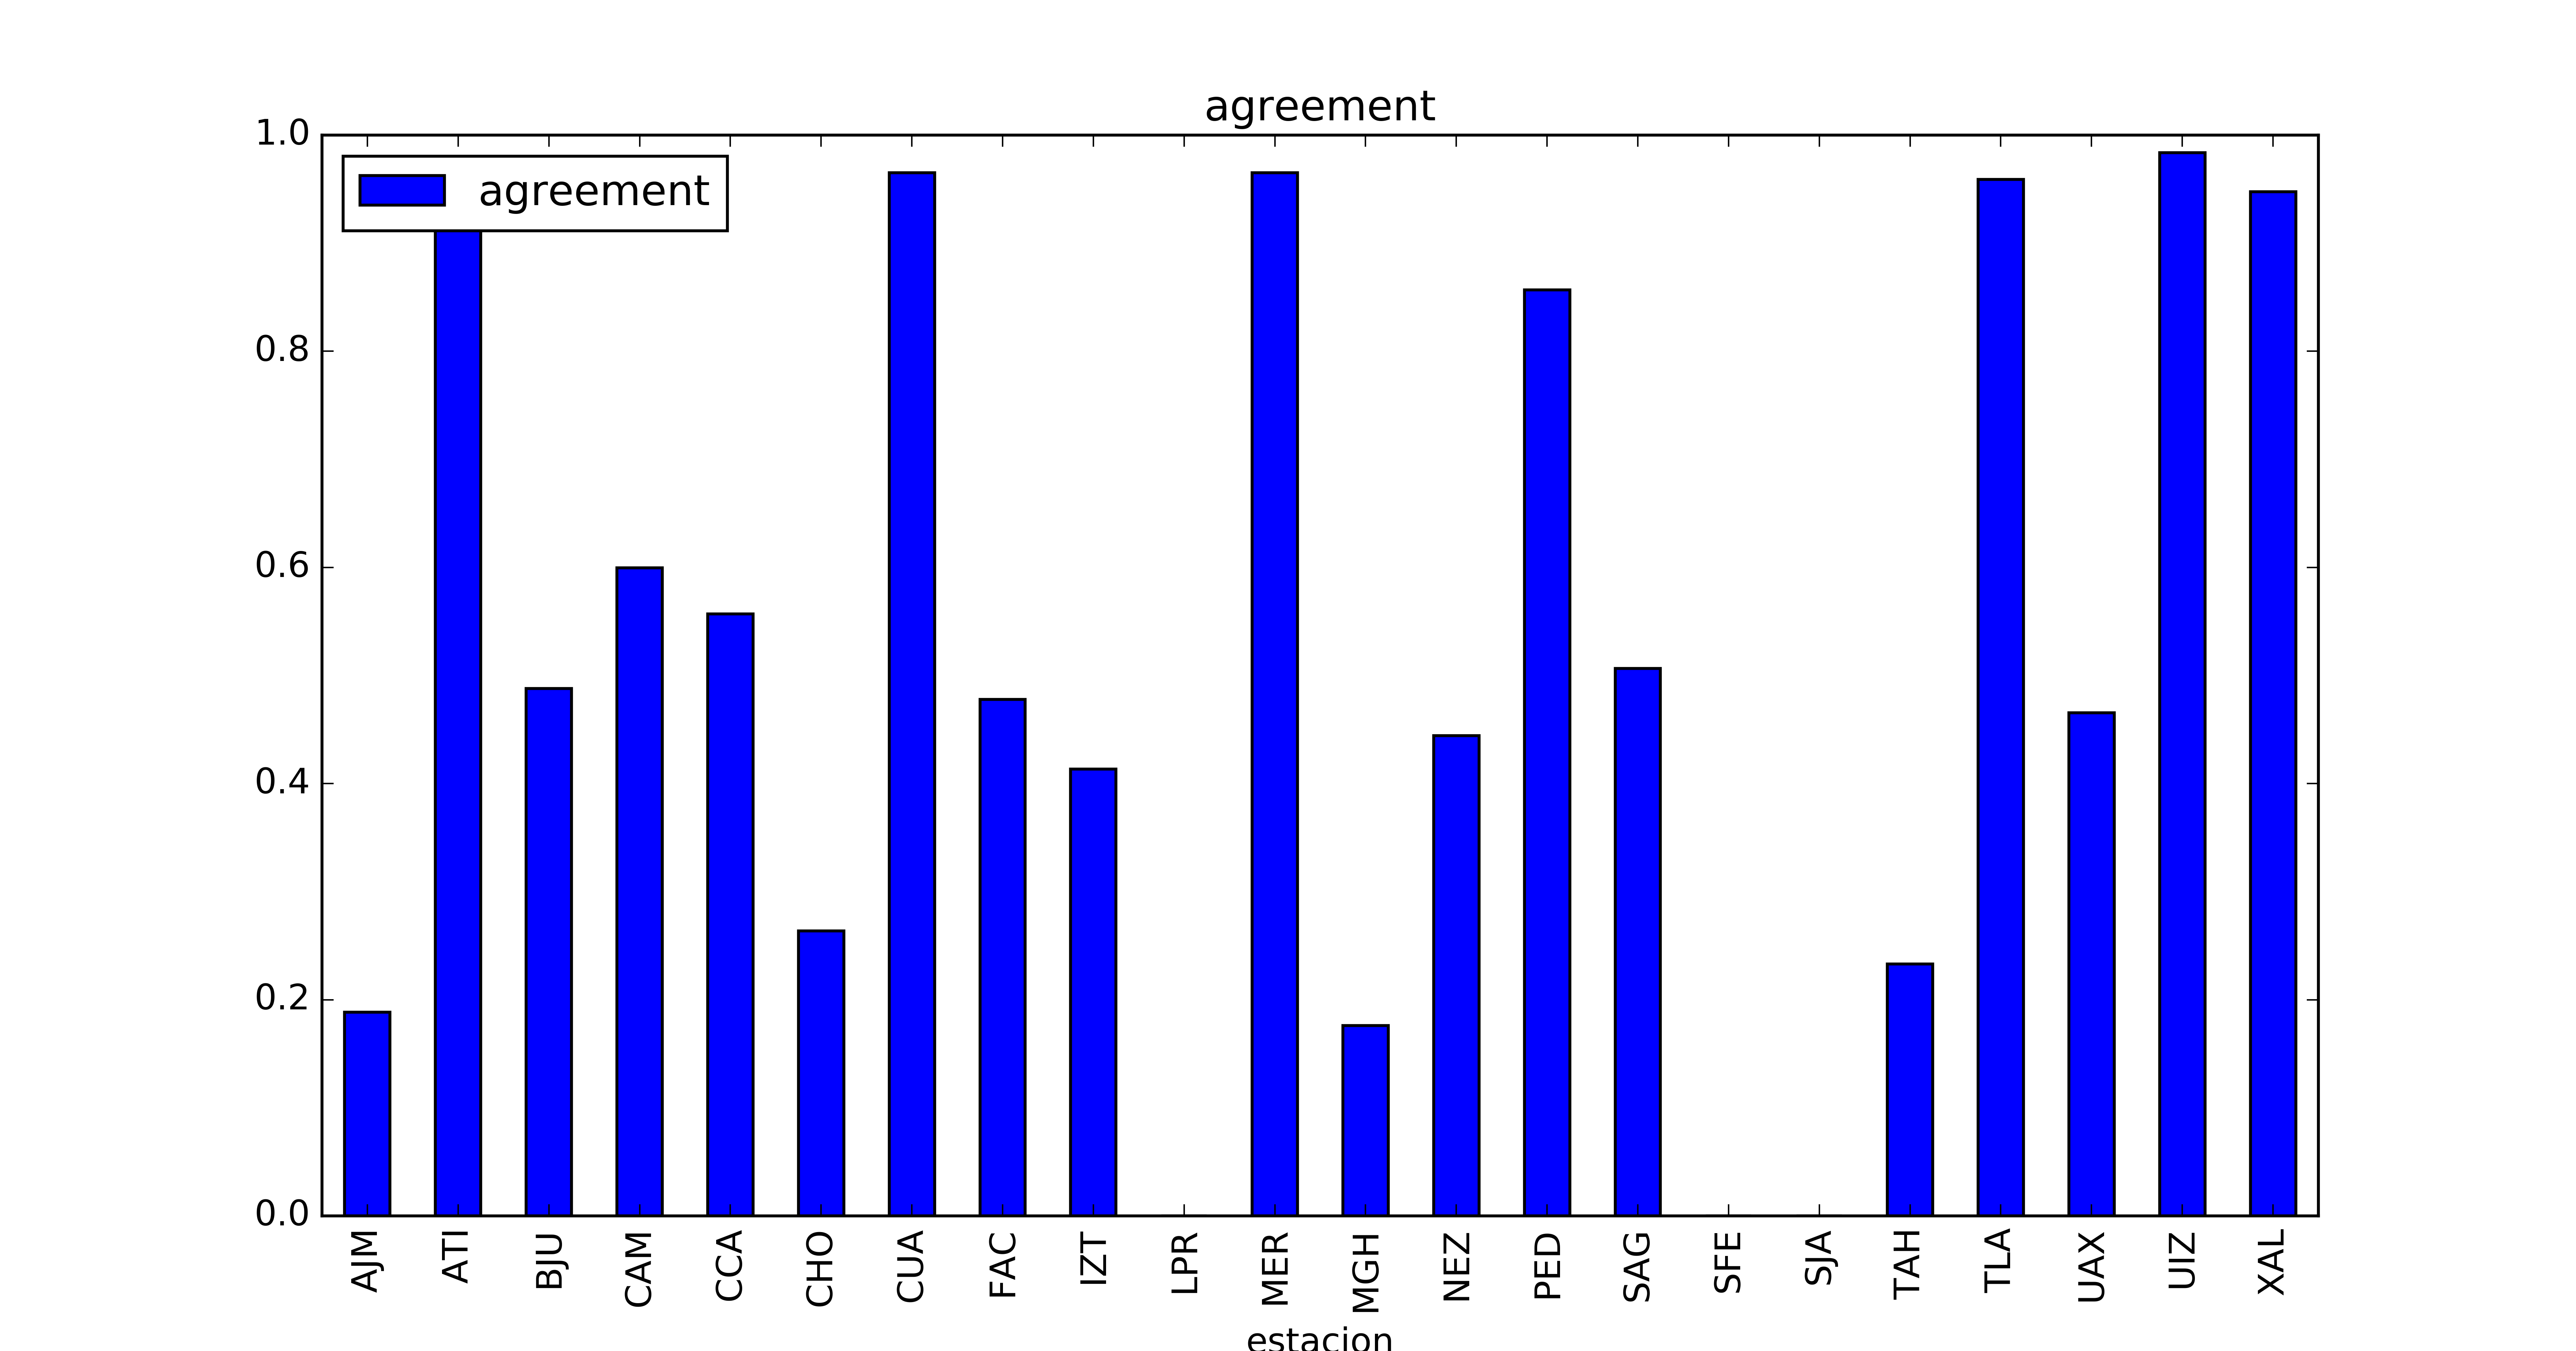 agreement
agreement
1.0
0.8
0.6
0.4
0.2
0.0
AJM
ATI
BJU
CAM
CCA
CHO
CUA
FAC
IZT
LPR
MER
MGH
NEZ
PED
SAG
SFE
SJA
TAH
TLA
UAX
UIZ
XAL
estacion